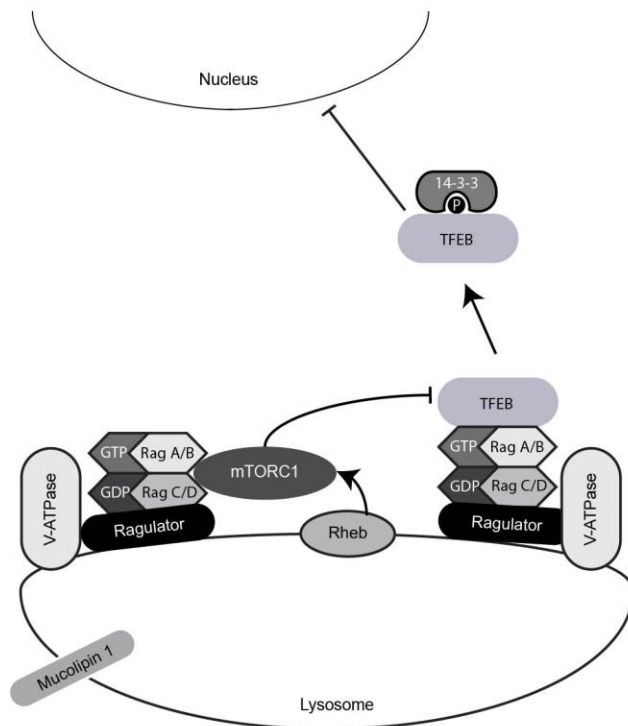 Nucleus
14-3-3
P
TFEB
TFEB
GTP Rag A/B
GDP Rag C/D
Ragulator
V-ATPase
mTORC1
Rheb
GTP Rag A/B
GDP Rag C/D
Ragulator
V-ATPase
Mucolipin 1
Lysosome